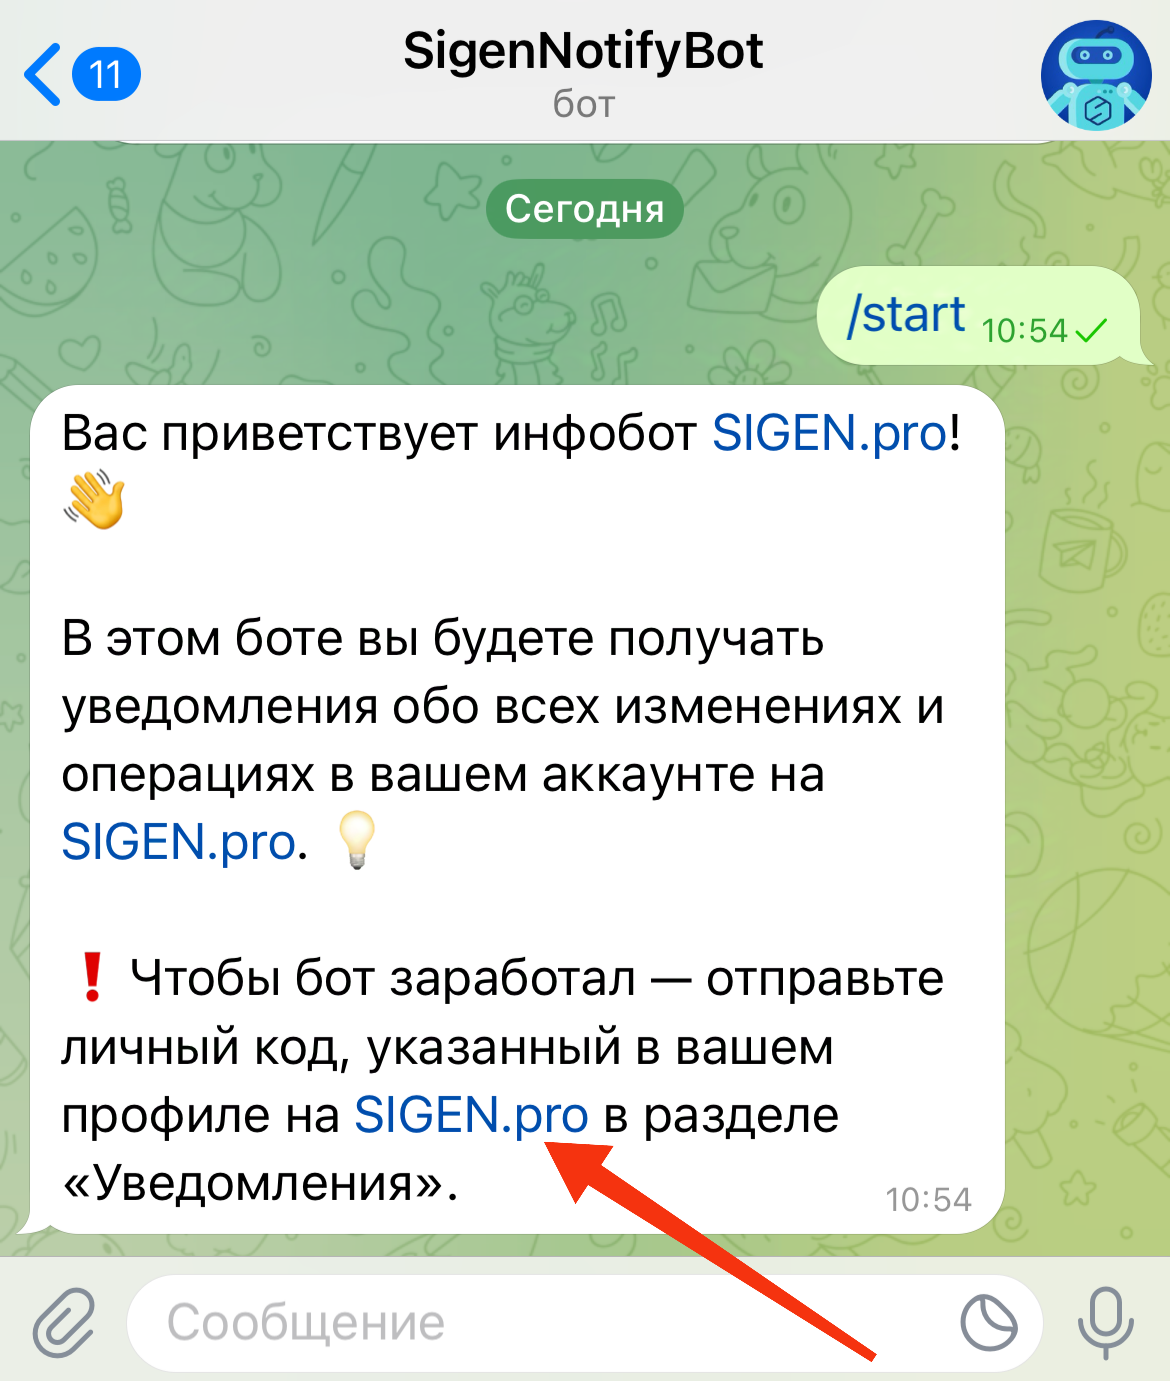 11
SigenNotifyBot
бот
Сегодня
/start 10:54
Вас приветствует инфобот SIGEN.pro!
👋
В этом боте вы будете получать
уведомления обо всех изменениях и
операциях в вашем аккаунте на
SIGEN.pro. 💡
❗ Чтобы бот заработал — отправьте
личный код, указанный в вашем
профиле на SIGEN.pro в разделе
«Уведомления».
10:54
Сообщение